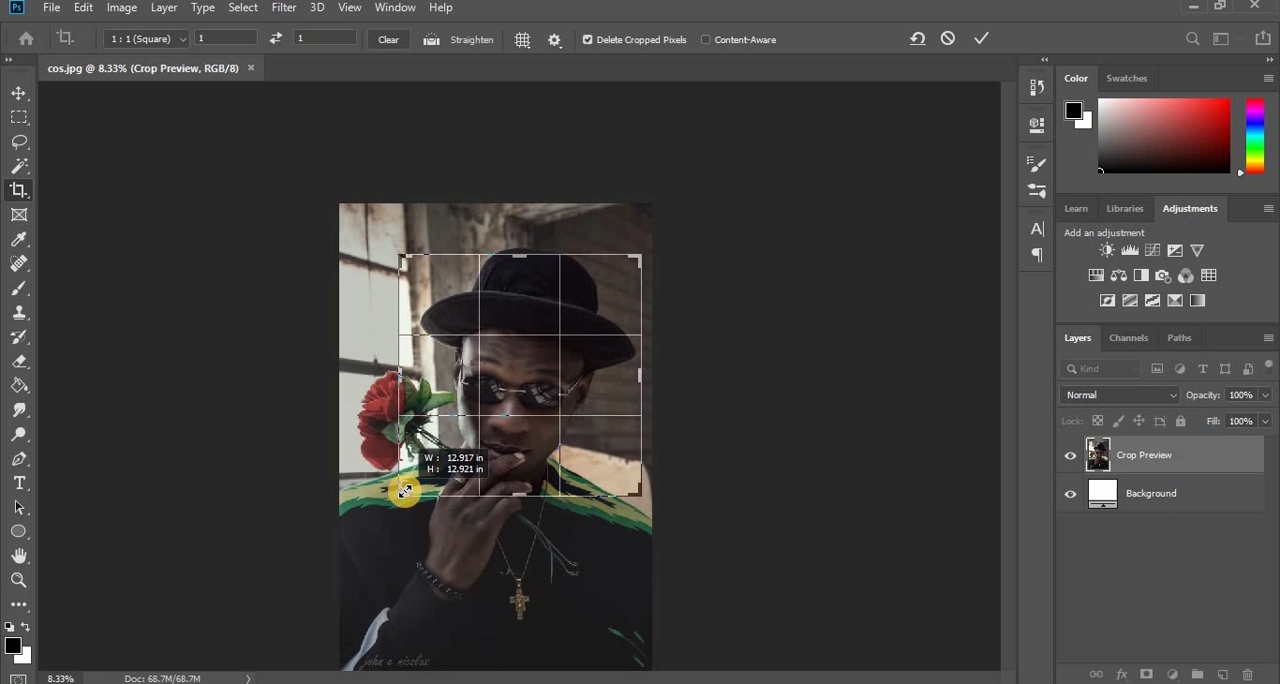 Ps File Edit Image Layer Type Select Filter 3D View Window Help
1 : 1 (Square) 1 1 Clear Straighten Delete Cropped Pixels Content-Aware
cos.jpg @ 8.33% (Crop Preview, RGB/8) ×
Color Swatches
Learn Libraries Adjustments
Add an adjustment
Layers Channels Paths
Kind
Normal Opacity: 100%
Lock: Fill: 100%
Crop Preview
Background
W : 12.917 in
H : 12.921 in
john e nicolas
8.33% Doc: 68.7M/68.7M